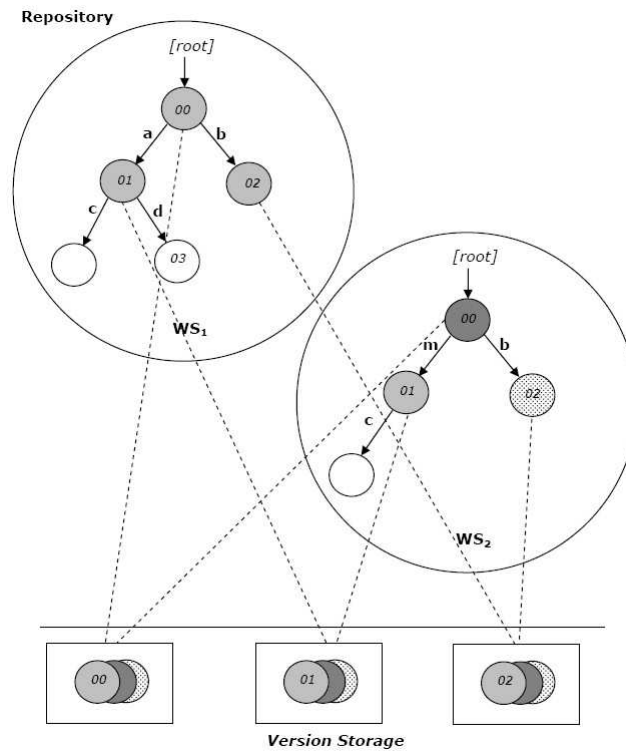 Repository
[root]
00
a
b
01
02
c
d
03
WS1
[root]
00
m
b
01
02
c
WS2
00
01
02
Version Storage